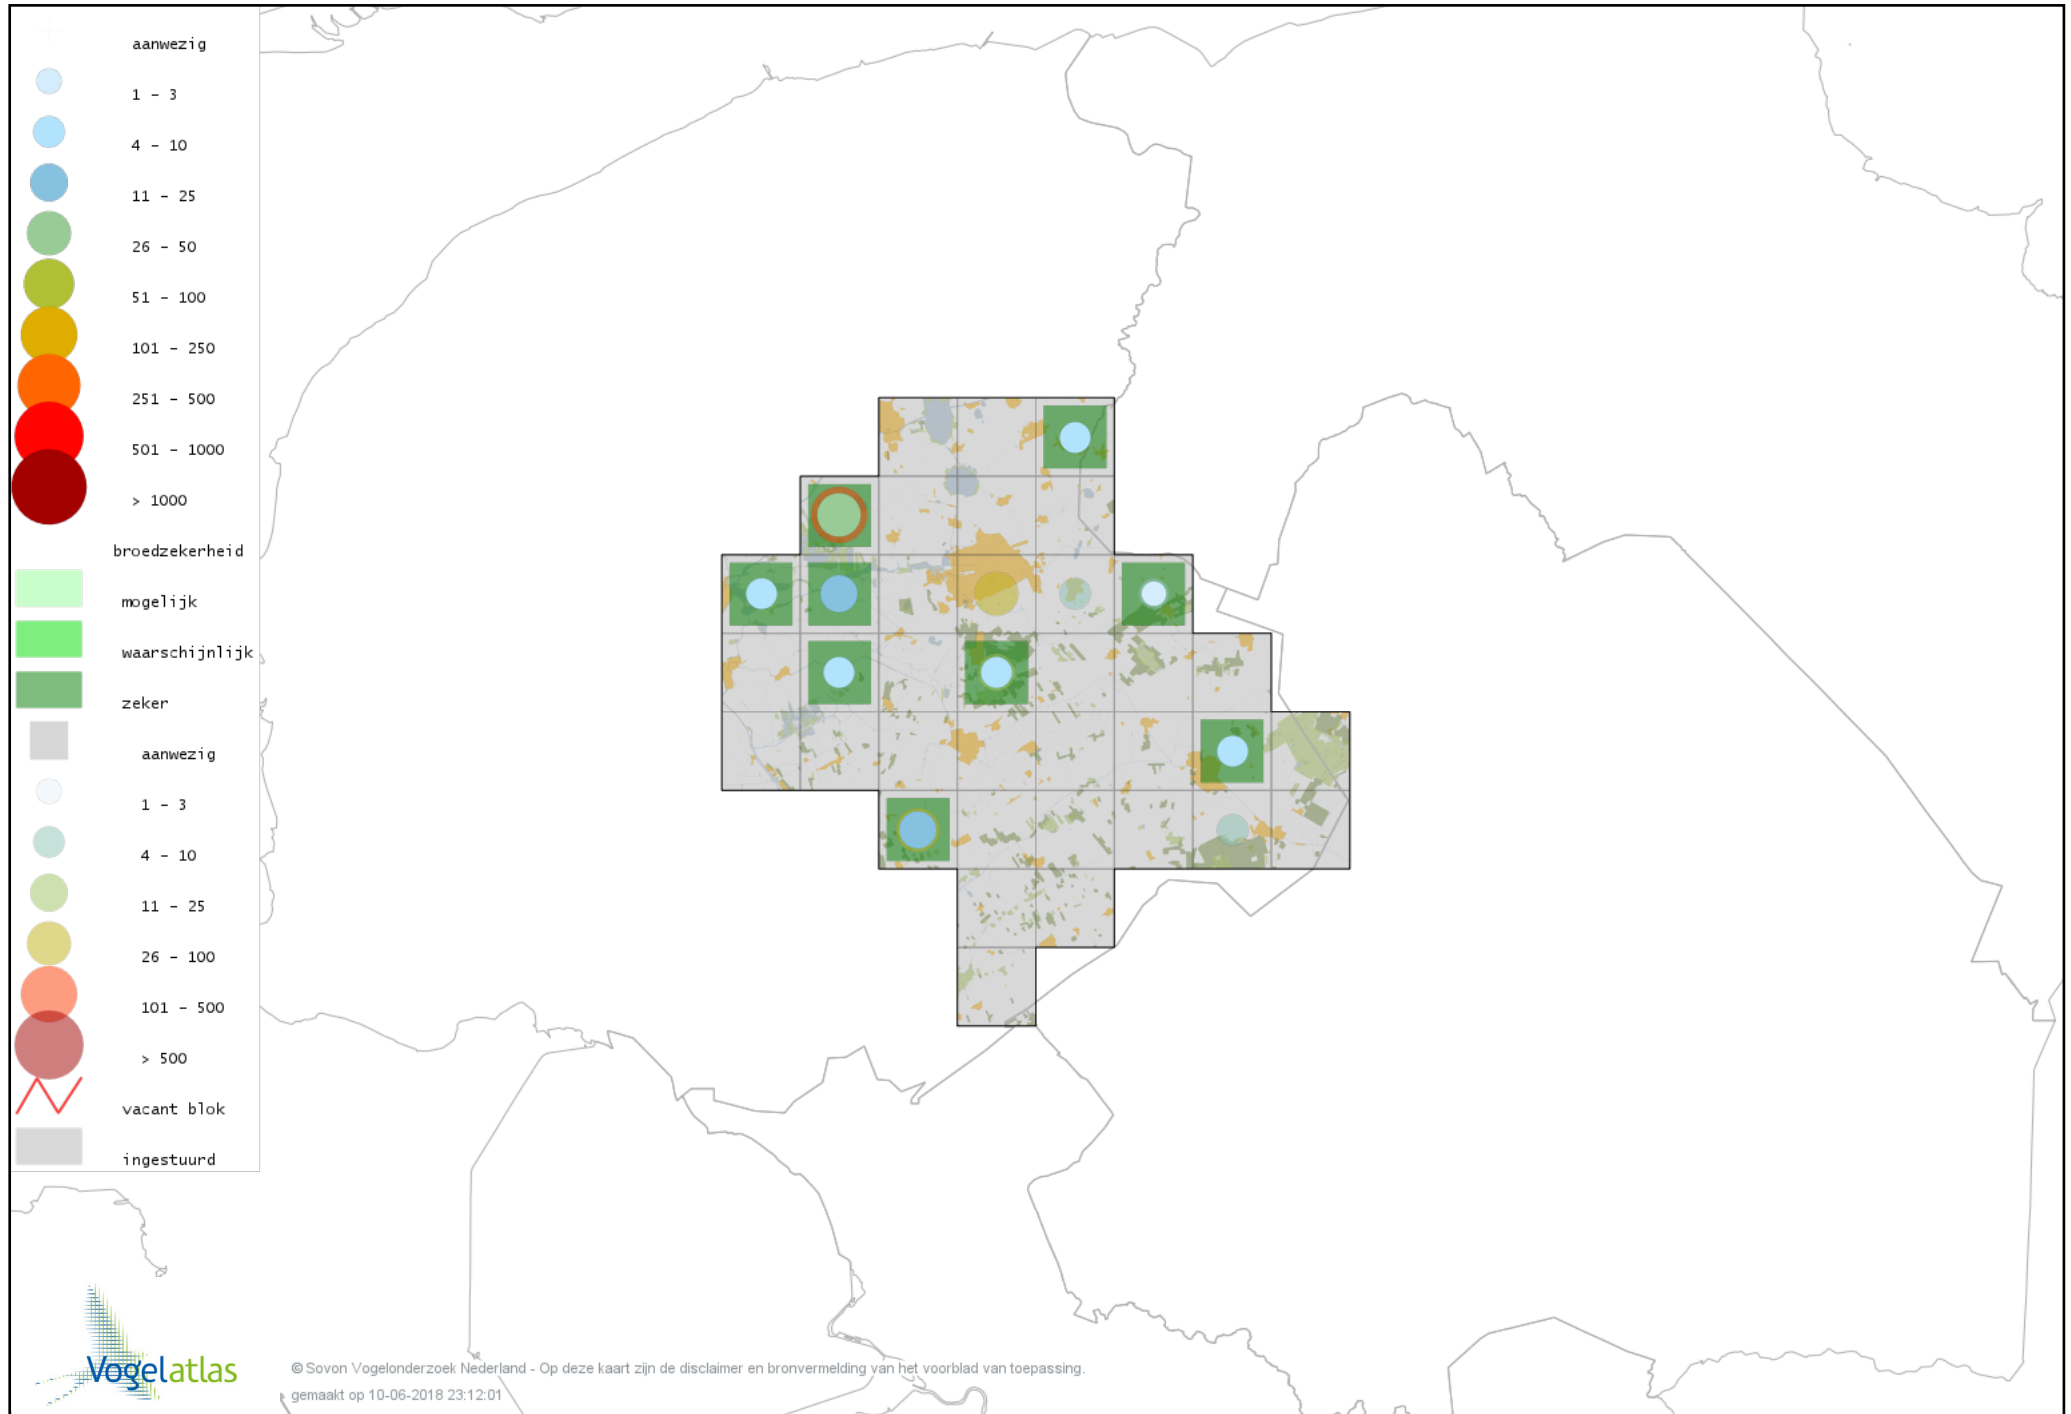 aanwezig
1 - 3
4 - 10
11 - 25
26 - 50
51 - 100
101 - 250
251 - 500
501 - 1000
> 1000
broedzekerheid
mogelijk
waarschijnlijk
zeker
aanwezig
1 - 3
4 - 10
11 - 25
26 - 100
101 - 500
> 500
vacant blok
ingestuurd
Vogelatlas
© Sovon Vogelonderzoek Nederland - Op deze kaart zijn de disclaimer en bronvermelding van het voorblad van toepassing.
gemaakt op 10-06-2018 23:12:01